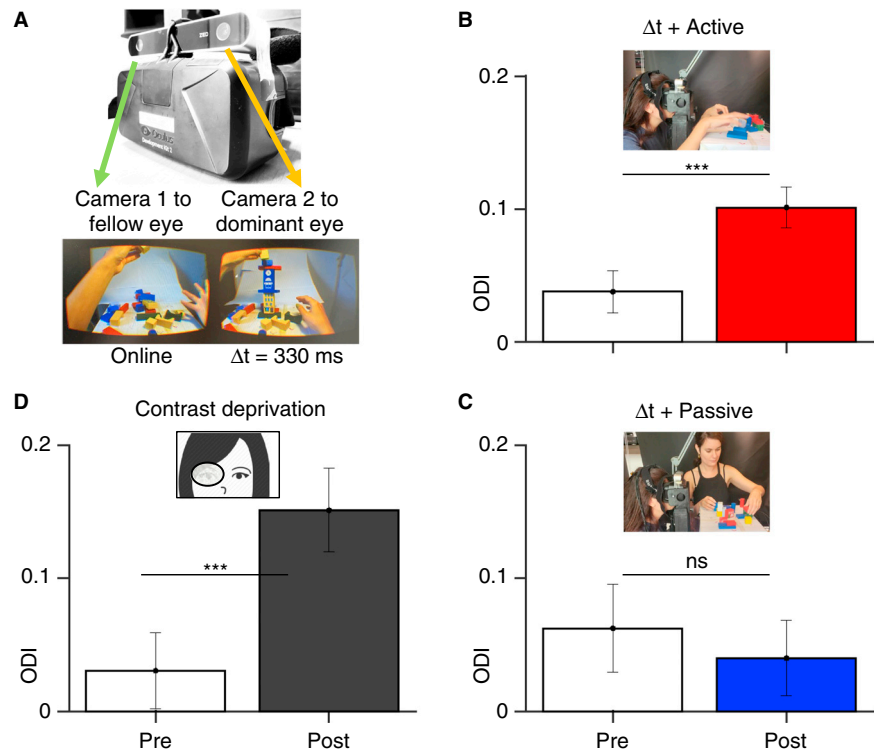 A
ZED
Camera 1 to
fellow eye
Camera 2 to
dominant eye
Online
Δt = 330 ms
B
Δt + Active
0.2
0.1
0
ODI
***
D
Contrast deprivation
0.2
0.1
0
ODI
***
Pre
Post
C
Δt + Passive
0.2
0.1
0
ODI
ns
Pre
Post